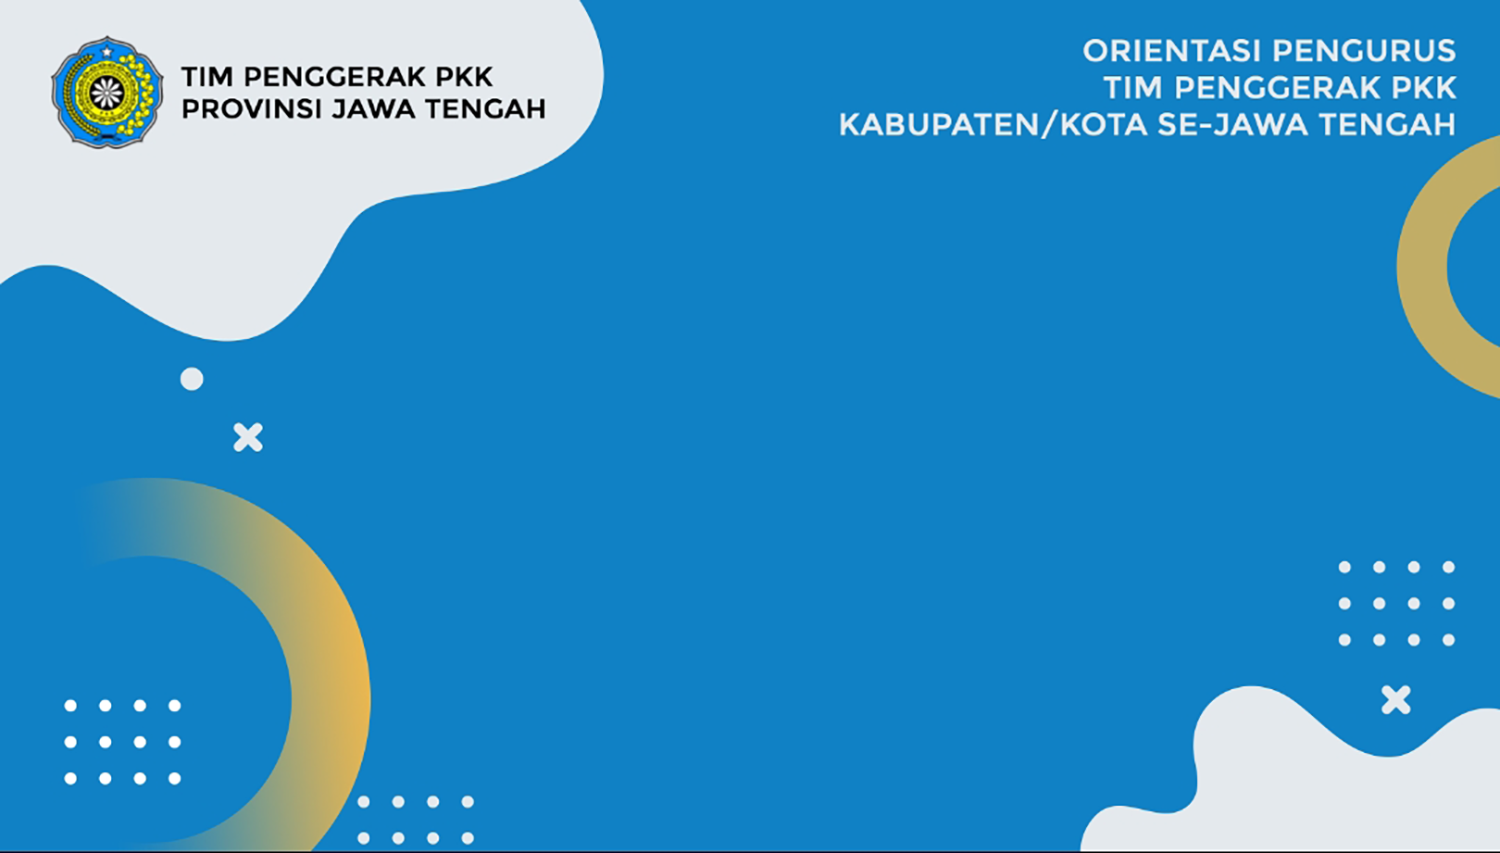 TIM PENGGERAK PKK
PROVINSI JAWA TENGAH
ORIENTASI PENGURUS
TIM PENGGERAK PKK
KABUPATEN/KOTA SE-JAWA TENGAH